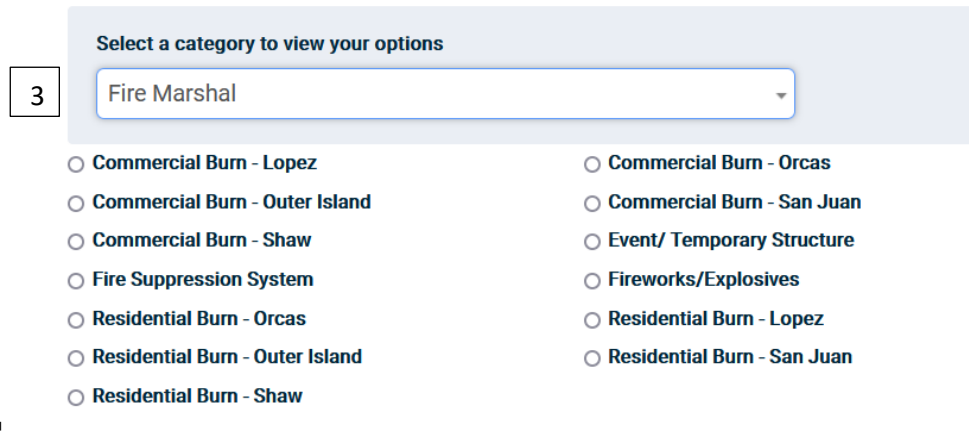 Select a category to view your options
3
Fire Marshal
Commercial Burn - Lopez
Commercial Burn - Orcas
Commercial Burn - Outer Island
Commercial Burn - San Juan
Commercial Burn - Shaw
Event/ Temporary Structure
Fire Suppression System
Fireworks/Explosives
Residential Burn - Orcas
Residential Burn - Lopez
Residential Burn - Outer Island
Residential Burn - San Juan
Residential Burn - Shaw